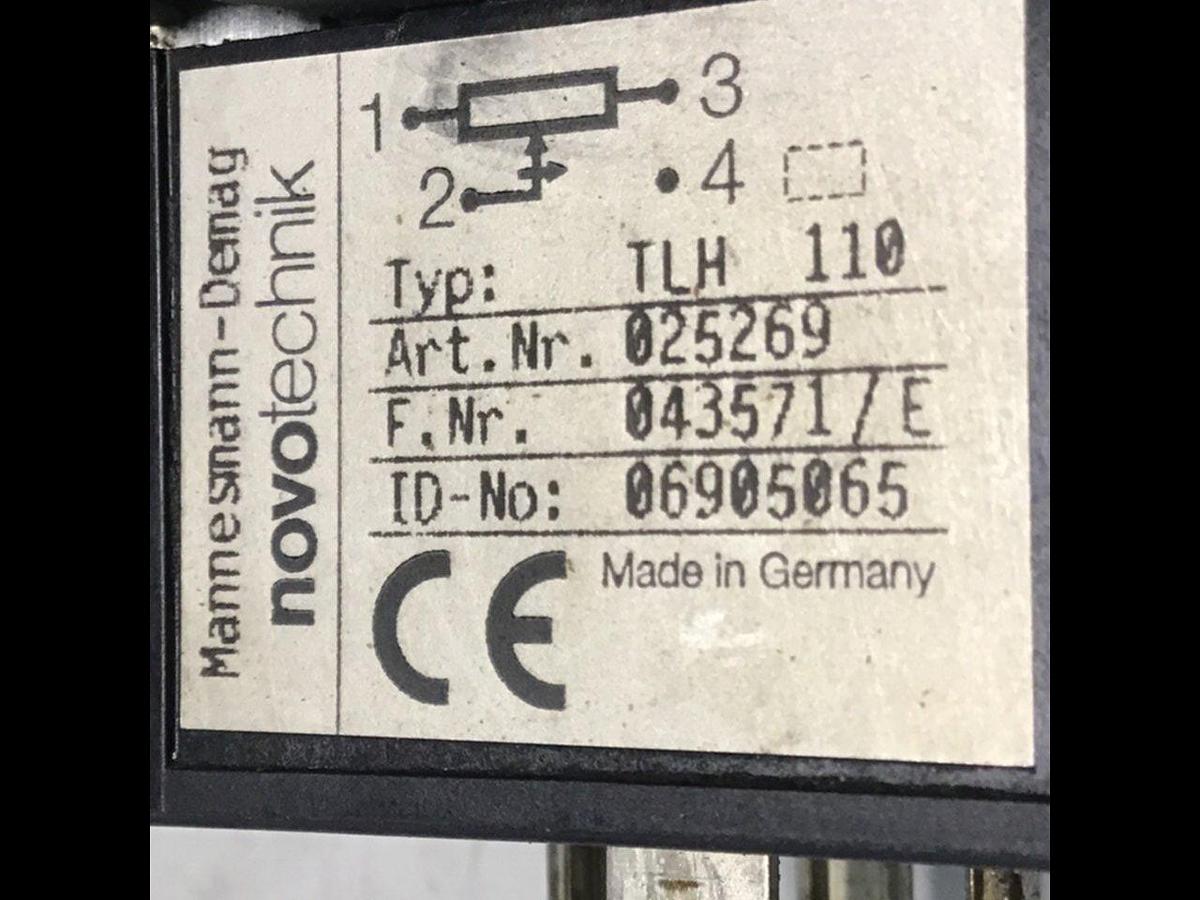 Mannesmann-Demag
novotechnik
1
3
2
4
Typ: TLH 110
Art.Nr. 025269
F.Nr. 043571/E
ID-No: 06905065
CE Made in Germany